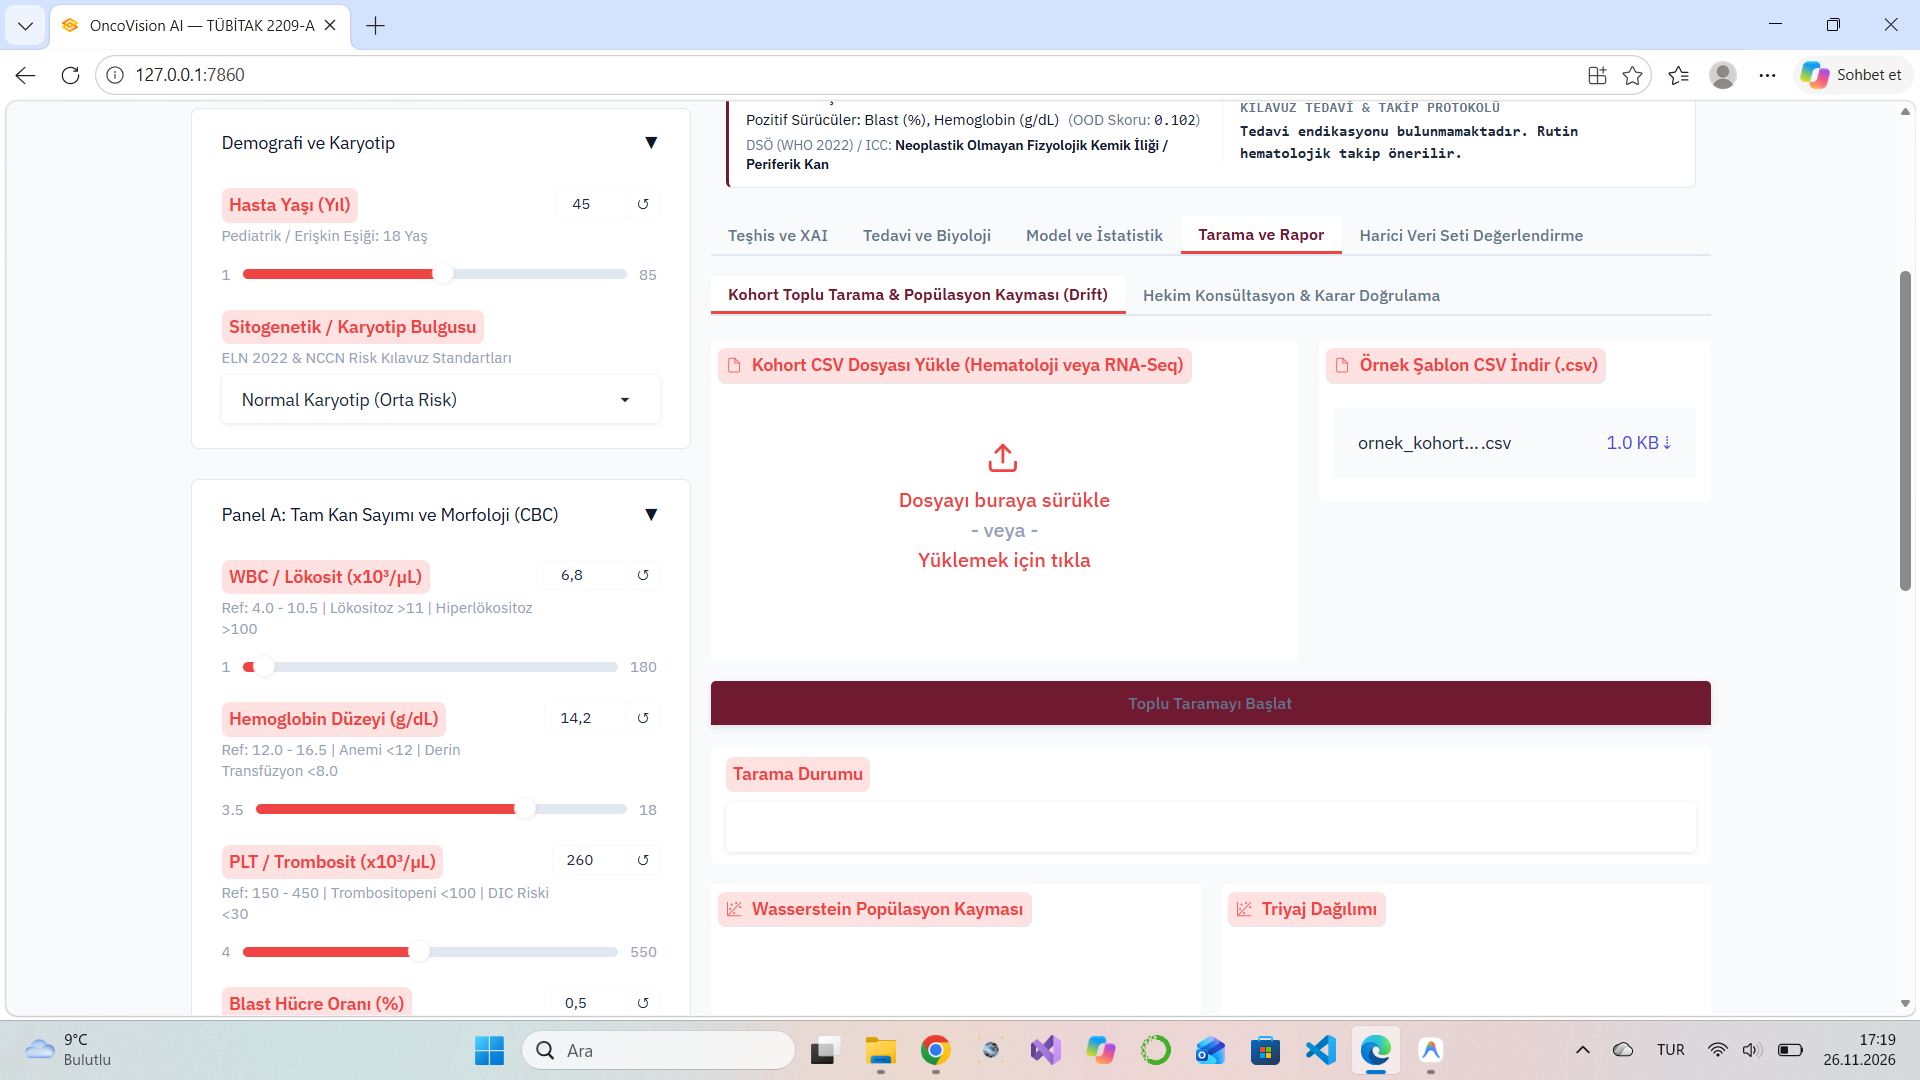 OncoVision AI — TÜBİTAK 2209-A
127.0.0.1:7860
Sohbet et
Demografi ve Karyotip
Hasta Yaşı (Yıl)
45
Pediatrik / Erişkin Eşiği: 18 Yaş
1
85
Sitogenetik / Karyotip Bulgusu
ELN 2022 & NCCN Risk Kılavuz Standartları
Normal Karyotip (Orta Risk)
Panel A: Tam Kan Sayımı ve Morfoloji (CBC)
WBC / Lökosit (x10³/µL)
6,8
Ref: 4.0 - 10.5 | Lökositoz >11 | Hiperlökositoz
>100
1
180
Hemoglobin Düzeyi (g/dL)
14,2
Ref: 12.0 - 16.5 | Anemi <12 | Derin
Transfüzyon <8.0
3.5
18
PLT / Trombosit (x10³/µL)
260
Ref: 150 - 450 | Trombositopeni <100 | DIC Riski
<30
4
550
Blast Hücre Oranı (%)
0,5
Pozitif Sürücüler: Blast (%), Hemoglobin (g/dL) (OOD Skoru: 0.102)
DSÖ (WHO 2022) / ICC: Neoplastik Olmayan Fizyolojik Kemik İliği /
Periferik Kan
KILAVUZ TEDAVİ & TAKİP PROTOKOLÜ
Tedavi endikasyonu bulunmamaktadır. Rutin
hematolojik takip önerilir.
Teşhis ve XAI
Tedavi ve Biyoloji
Model ve İstatistik
Tarama ve Rapor
Harici Veri Seti Değerlendirme
Kohort Toplu Tarama & Popülasyon Kayması (Drift)
Hekim Konsültasyon & Karar Doğrulama
Kohort CSV Dosyası Yükle (Hematoloji veya RNA-Seq)
Dosyayı buraya sürükle
- veya -
Yüklemek için tıkla
Örnek Şablon CSV İndir (.csv)
ornek_kohort... .csv
1.0 KB ⇣
Toplu Taramayı Başlat
Tarama Durumu
Wasserstein Popülasyon Kayması
Triyaj Dağılımı
9°C
Bulutlu
Ara
TUR
17:19
26.11.2026